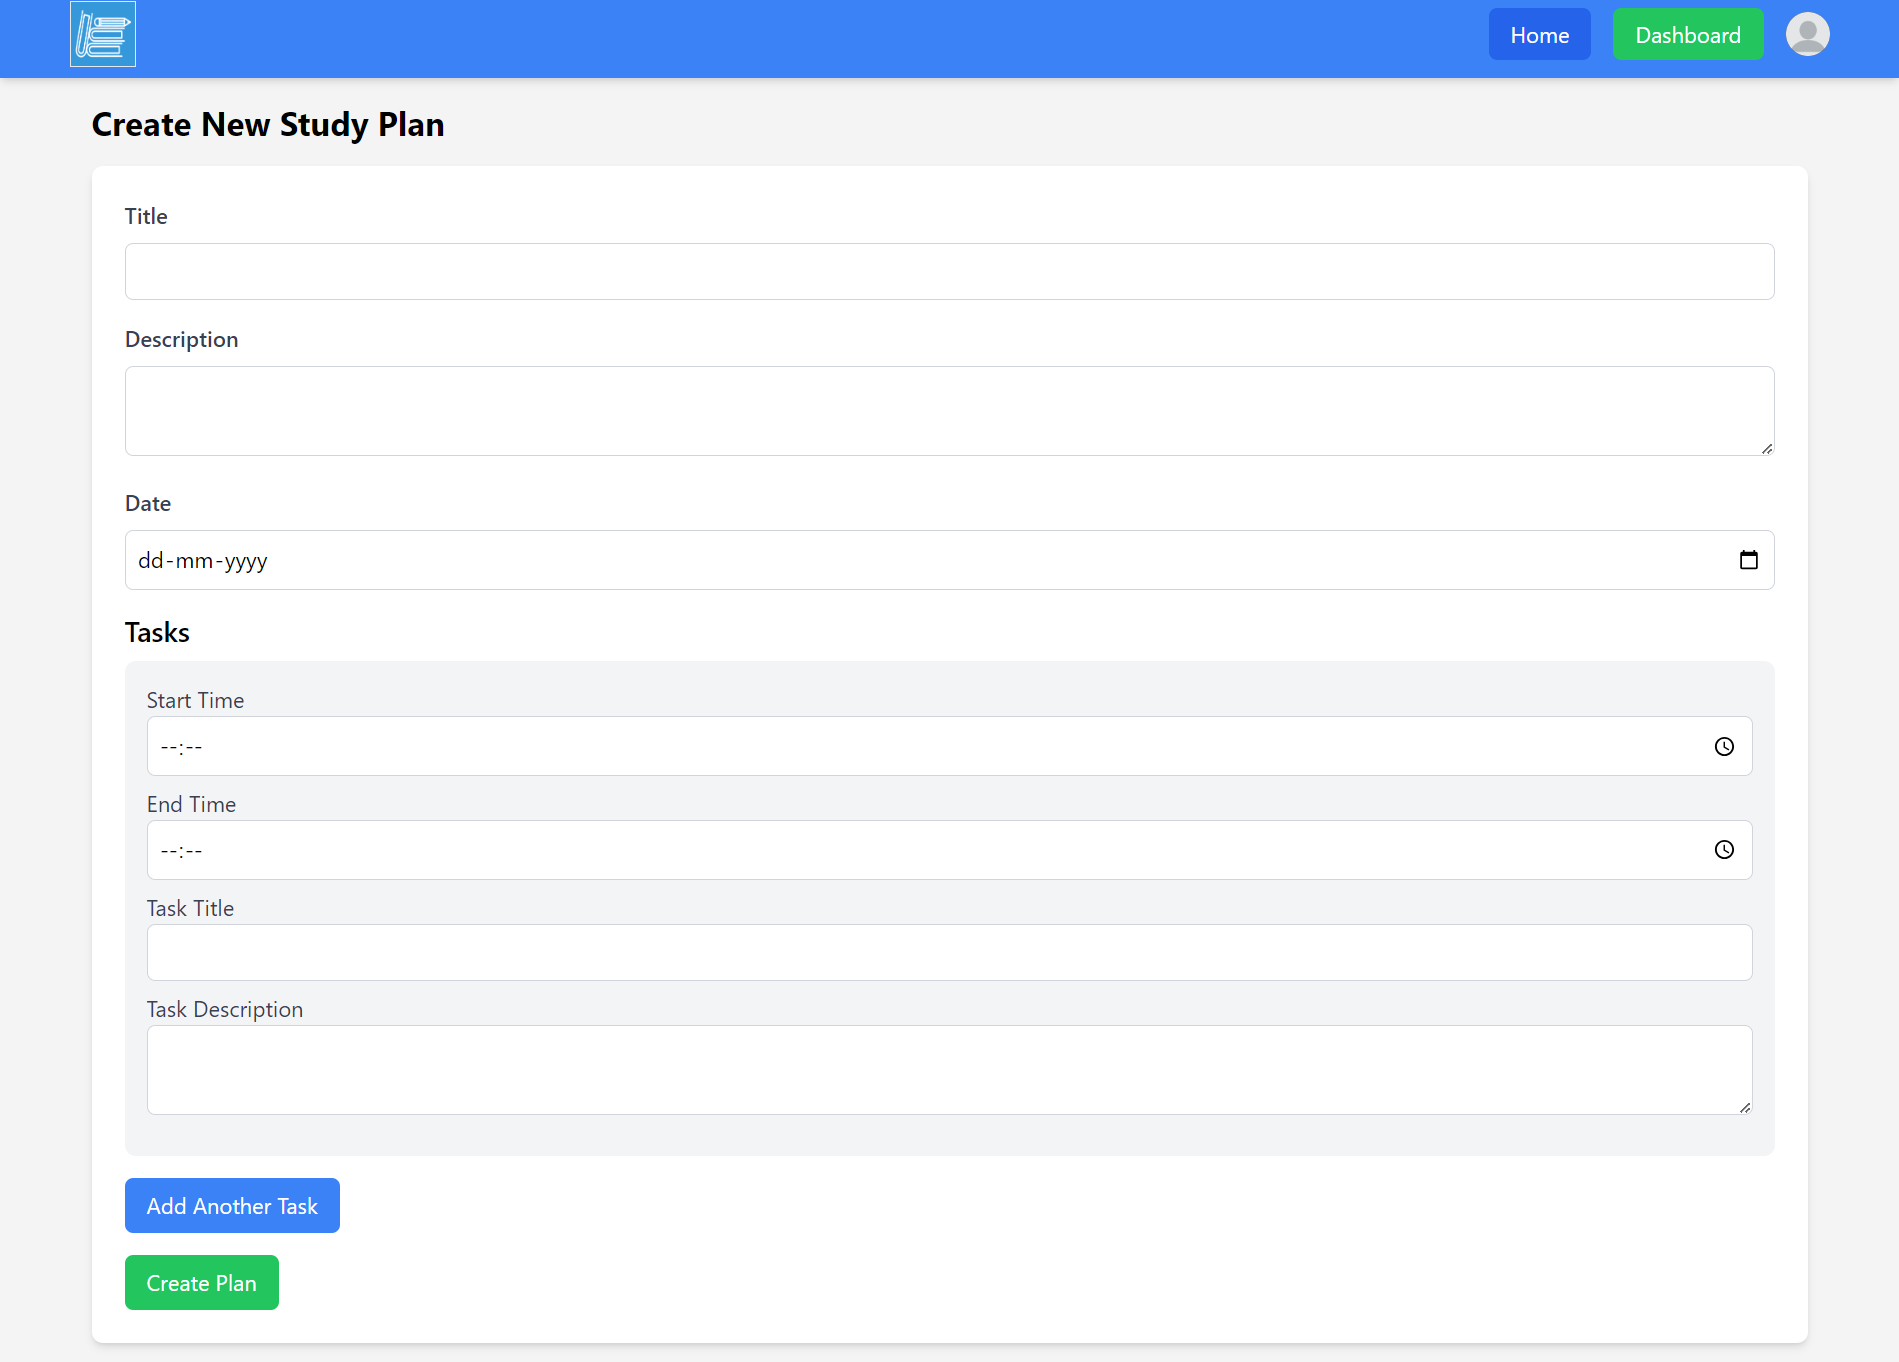 Home Dashboard
Create New Study Plan
Title
Description
Date
dd-mm-yyyy
Tasks
Start Time
--:--
End Time
--:--
Task Title
Task Description
Add Another Task
Create Plan